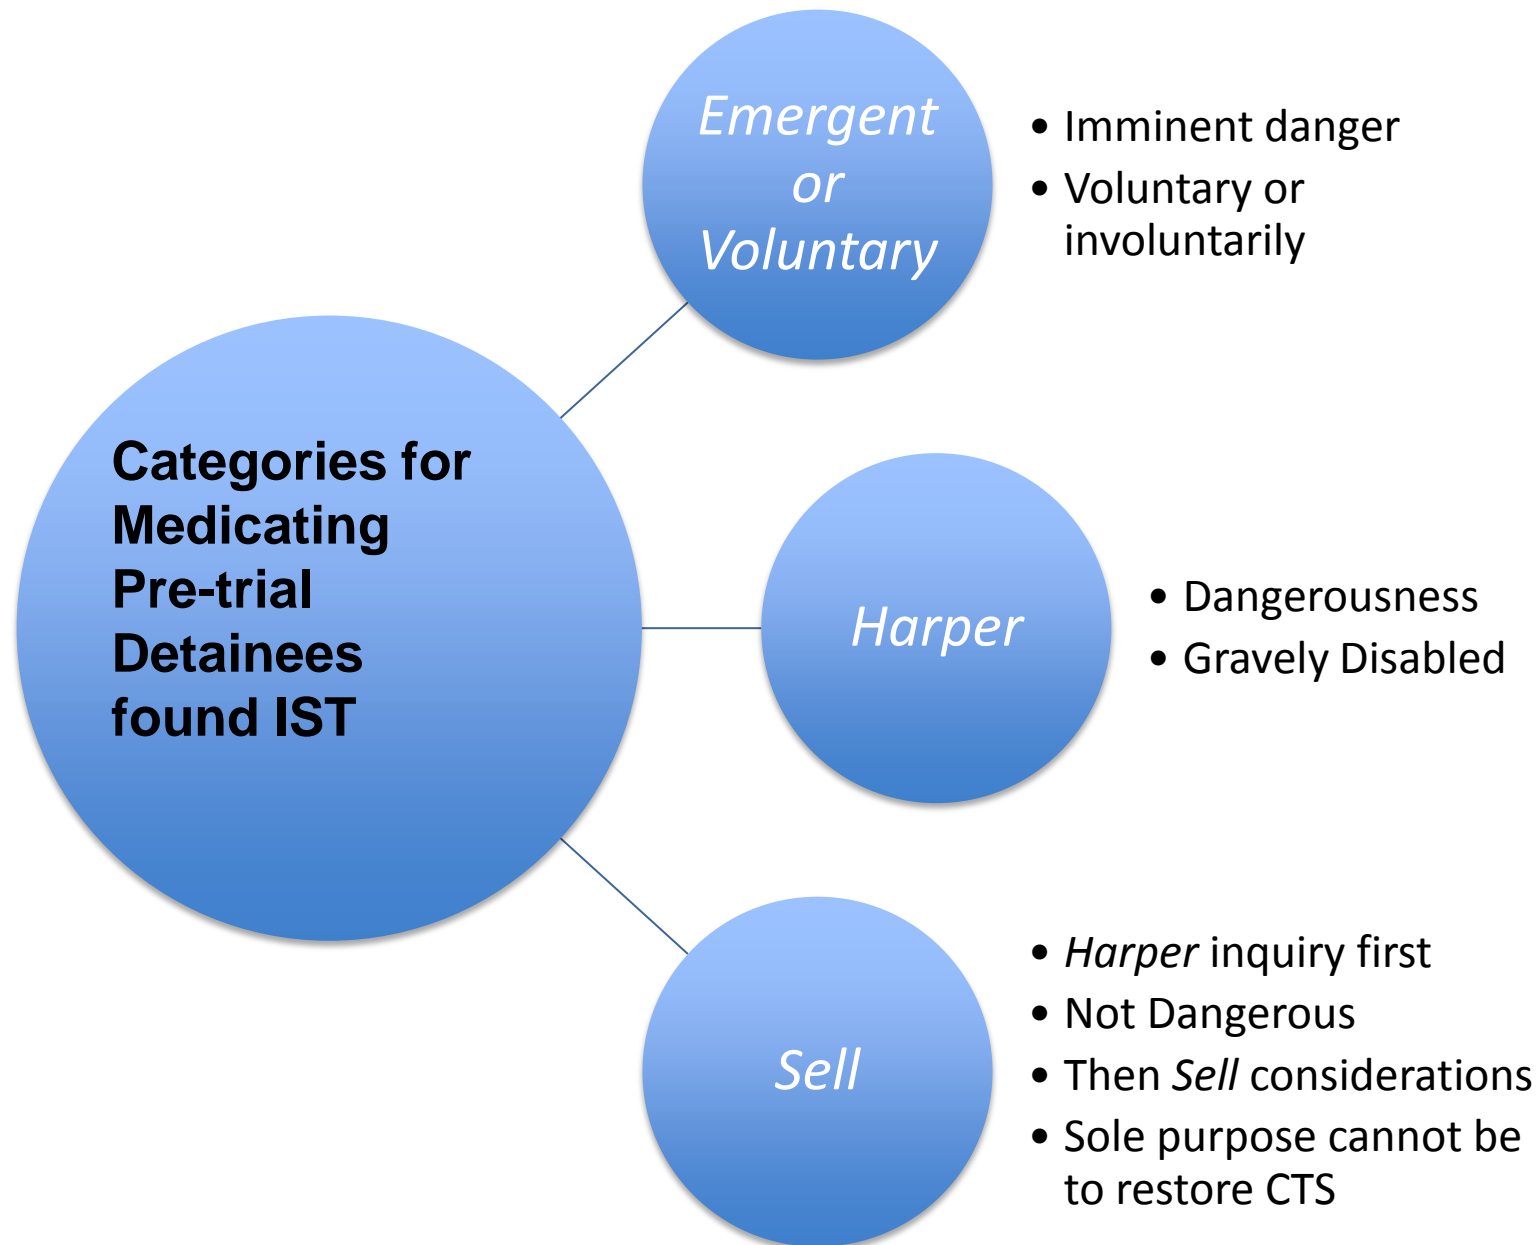 Categories for
Medicating
Pre-trial
Detainees
found IST
Emergent
or
Voluntary
• Imminent danger
• Voluntary or
involuntarily
Harper
• Dangerousness
• Gravely Disabled
Sell
• Harper inquiry first
• Not Dangerous
• Then Sell considerations
• Sole purpose cannot be
to restore CTS